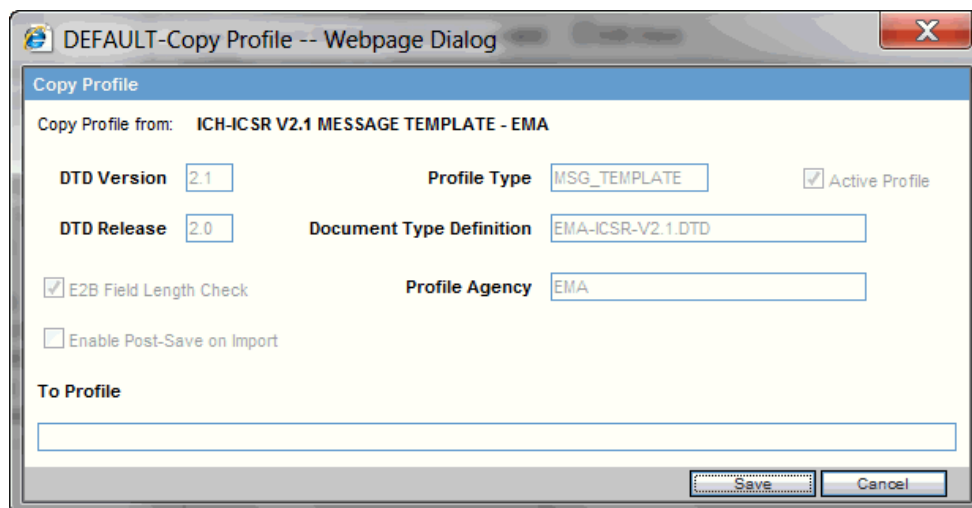 DEFAULT-Copy Profile -- Webpage Dialog
Copy Profile
Copy Profile from: ICH-ICSR V2.1 MESSAGE TEMPLATE - EMA
DTD Version 2.1 Profile Type MSG_TEMPLATE Active Profile
DTD Release 2.0 Document Type Definition EMA-ICSR-V2.1.DTD
E2B Field Length Check Profile Agency EMA
Enable Post-Save on Import
To Profile
Save Cancel